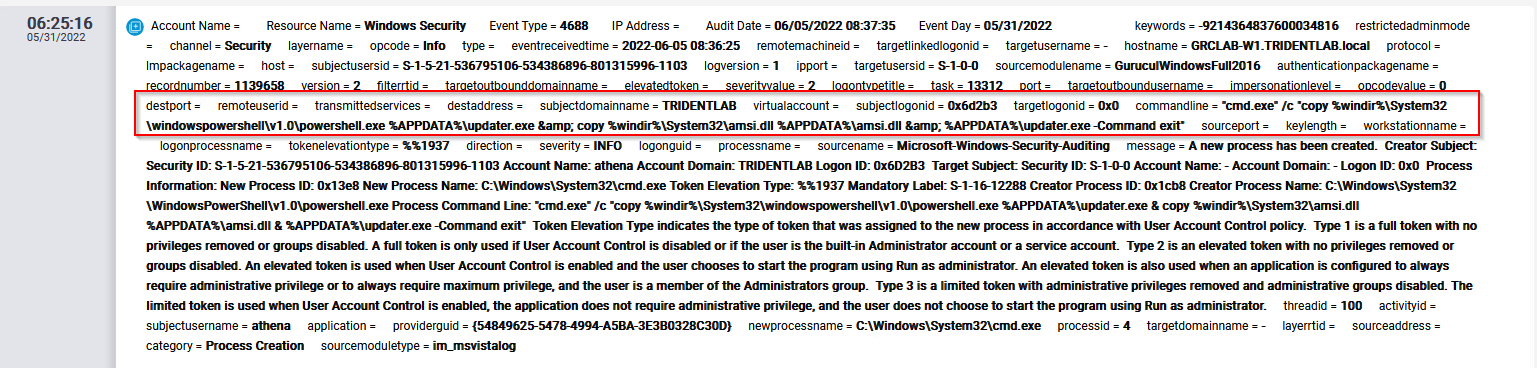 06:25:16
05/31/2022
Account Name = Resource Name = Windows Security Event Type = 4688 IP Address = Audit Date = 06/05/2022 08:37:35 Event Day = 05/31/2022 keywords = -9214364837600034816 restrictedadminmode
= channel = Security layername = opcode = Info type = eventreceivedtime = 2022-06-05 08:36:25 remotemachineid = targetlinkedlogonid = targetusername = - hostname = GRCLAB-W1.TRIDENTLAB.local protocol =
lmpackagename = host = subjectusersid = S-1-5-21-536795106-534386896-801315996-1103 logversion = 1 ipport = targetusersid = S-1-0-0 sourcemodulename = GuruculWindowsFull2016 authenticationpackagename =
recordnumber = 1139658 version = 2 filterrtid = targetoutbounddomainname = elevatedtoken = severityvalue = 2 logontypetitle = task = 13312 port = targetoutboundusername = impersonationlevel = opcodevalue = 0
destport = remoteuserid = transmittedservices = destaddress = subjectdomainname = TRIDENTLAB virtualaccount = subjectlogonid = 0x6d2b3 targetlogonid = 0x0 commandline = "cmd.exe" /c "copy %windir%\System32
\windowspowershell\v1.0\powershell.exe %APPDATA%\updater.exe &amp; copy %windir%\System32\amsi.dll %APPDATA%\amsi.dll &amp; %APPDATA%\updater.exe -Command exit" sourceport = keylength = workstationname =
logonprocessname = tokenelevationtype = %%1937 direction = severity = INFO logonguid = processname = sourcename = Microsoft-Windows-Security-Auditing message = A new process has been created. Creator Subject:
Security ID: S-1-5-21-536795106-534386896-801315996-1103 Account Name: athena Account Domain: TRIDENTLAB Logon ID: 0x6D2B3 Target Subject: Security ID: S-1-0-0 Account Name: - Account Domain: - Logon ID: 0x0 Process
Information: New Process ID: 0x13e8 New Process Name: C:\Windows\System32\cmd.exe Token Elevation Type: %%1937 Mandatory Label: S-1-16-12288 Creator Process ID: 0x1cb8 Creator Process Name: C:\Windows\System32
\WindowsPowerShell\v1.0\powershell.exe Process Command Line: "cmd.exe" /c "copy %windir%\System32\windowspowershell\v1.0\powershell.exe %APPDATA%\updater.exe & copy %windir%\System32\amsi.dll
%APPDATA%\amsi.dll & %APPDATA%\updater.exe -Command exit" Token Elevation Type indicates the type of token that was assigned to the new process in accordance with User Account Control policy. Type 1 is a full token with no
privileges removed or groups disabled. A full token is only used if User Account Control is disabled or if the user is the built-in Administrator account or a service account. Type 2 is an elevated token with no privileges removed or
groups disabled. An elevated token is used when User Account Control is enabled and the user chooses to start the program using Run as administrator. An elevated token is also used when an application is configured to always
require administrative privilege or to always require maximum privilege, and the user is a member of the Administrators group. Type 3 is a limited token with administrative privileges removed and administrative groups disabled. The
limited token is used when User Account Control is enabled, the application does not require administrative privilege, and the user does not choose to start the program using Run as administrator. threadid = 100 activityid =
subjectusername = athena application = providerguid = {54849625-5478-4994-A5BA-3E3B0328C30D} newprocessname = C:\Windows\System32\cmd.exe processid = 4 targetdomainname = - layerrtid = sourceaddress =
category = Process Creation sourcemoduletype = im_msvistalog